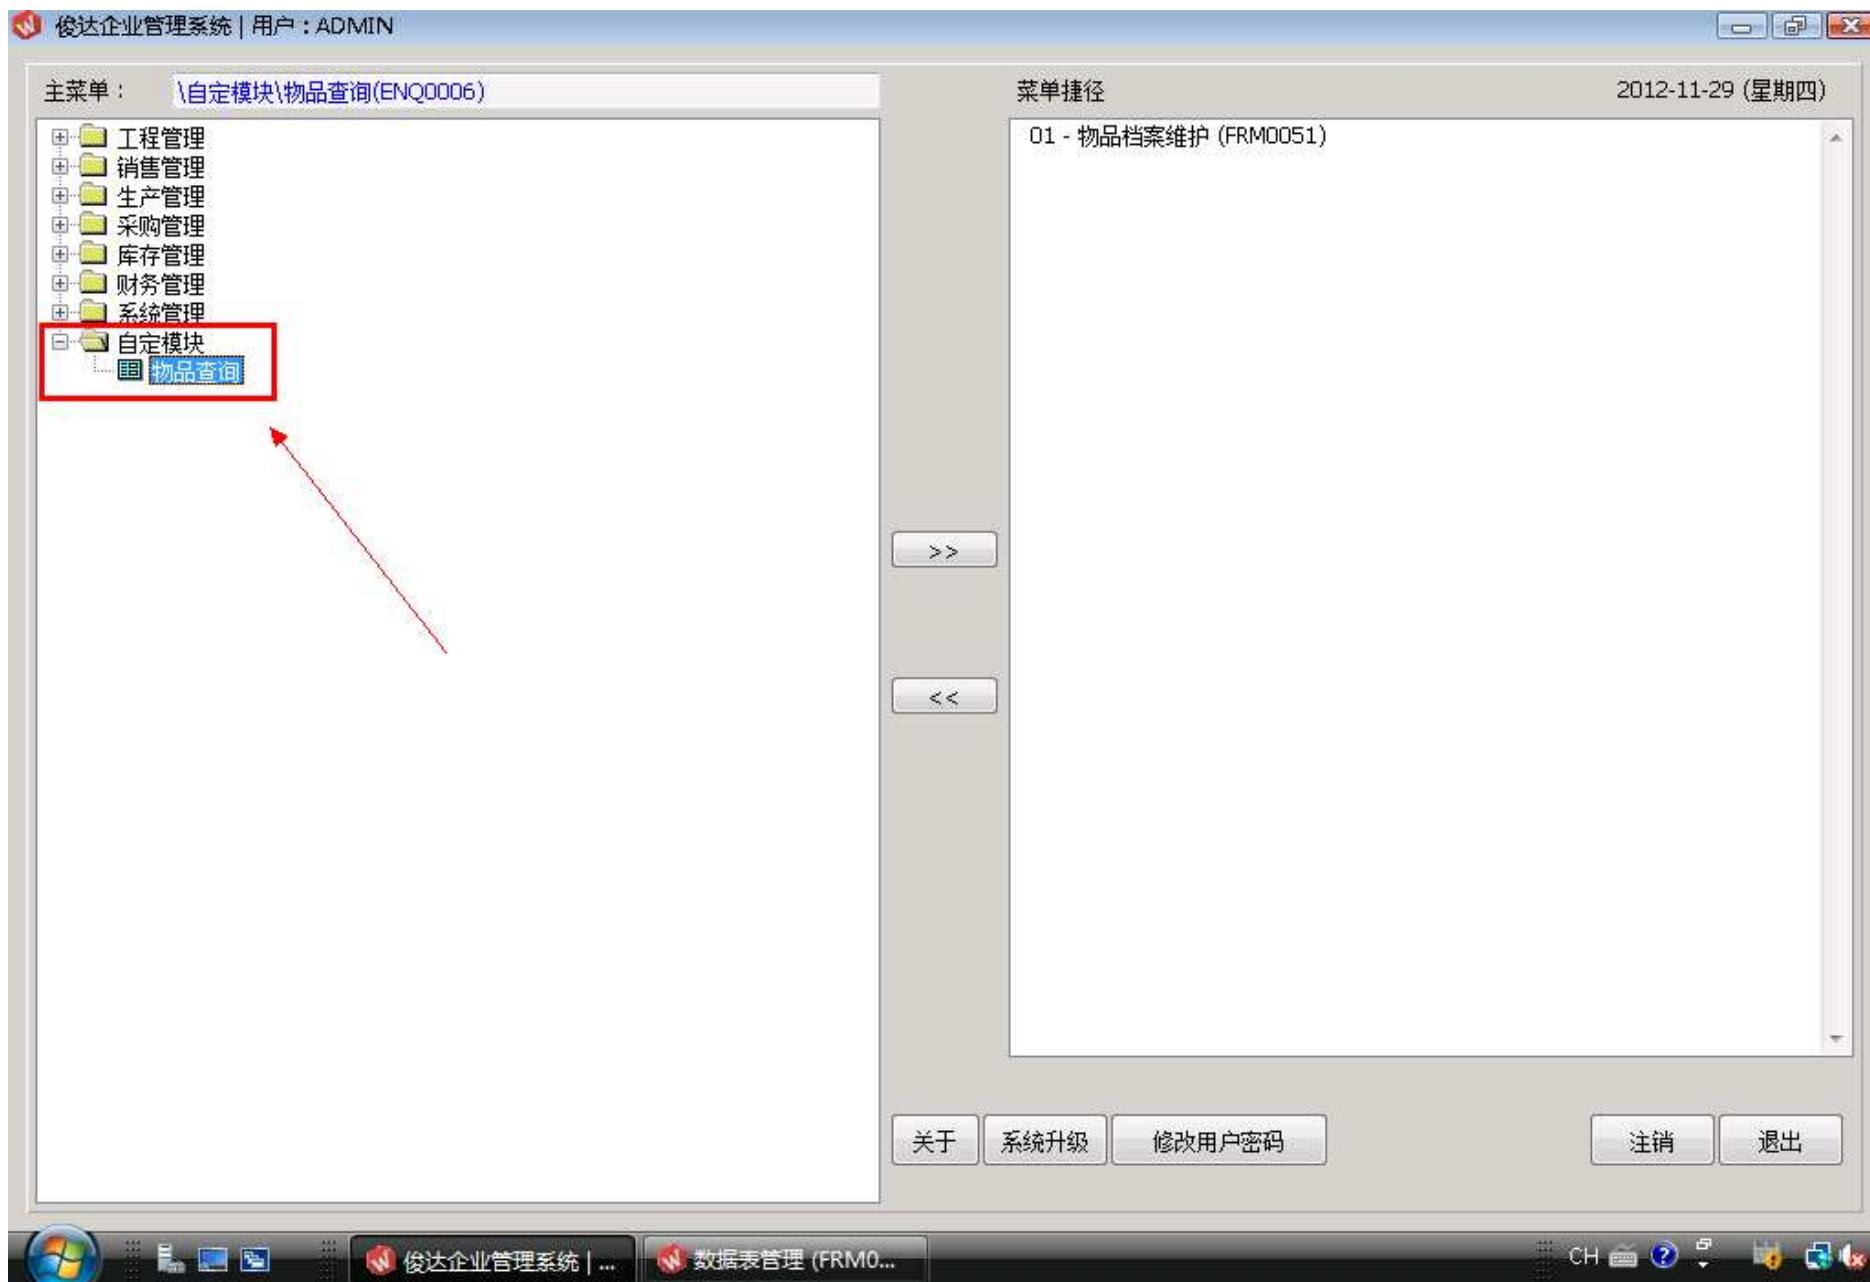 俊达企业管理系统 | 用户：ADMIN
主菜单： \自定模块\物品查询(ENQ0006)
菜单捷径 2012-11-29 (星期四)
工程管理
销售管理
生产管理
采购管理
库存管理
财务管理
系统管理
自定模块
物品查询
01 - 物品档案维护 (FRM0051)
>>
<<
关于 系统升级 修改用户密码 注销 退出
俊达企业管理系统 | ... 数据表管理 (FRM0... CH